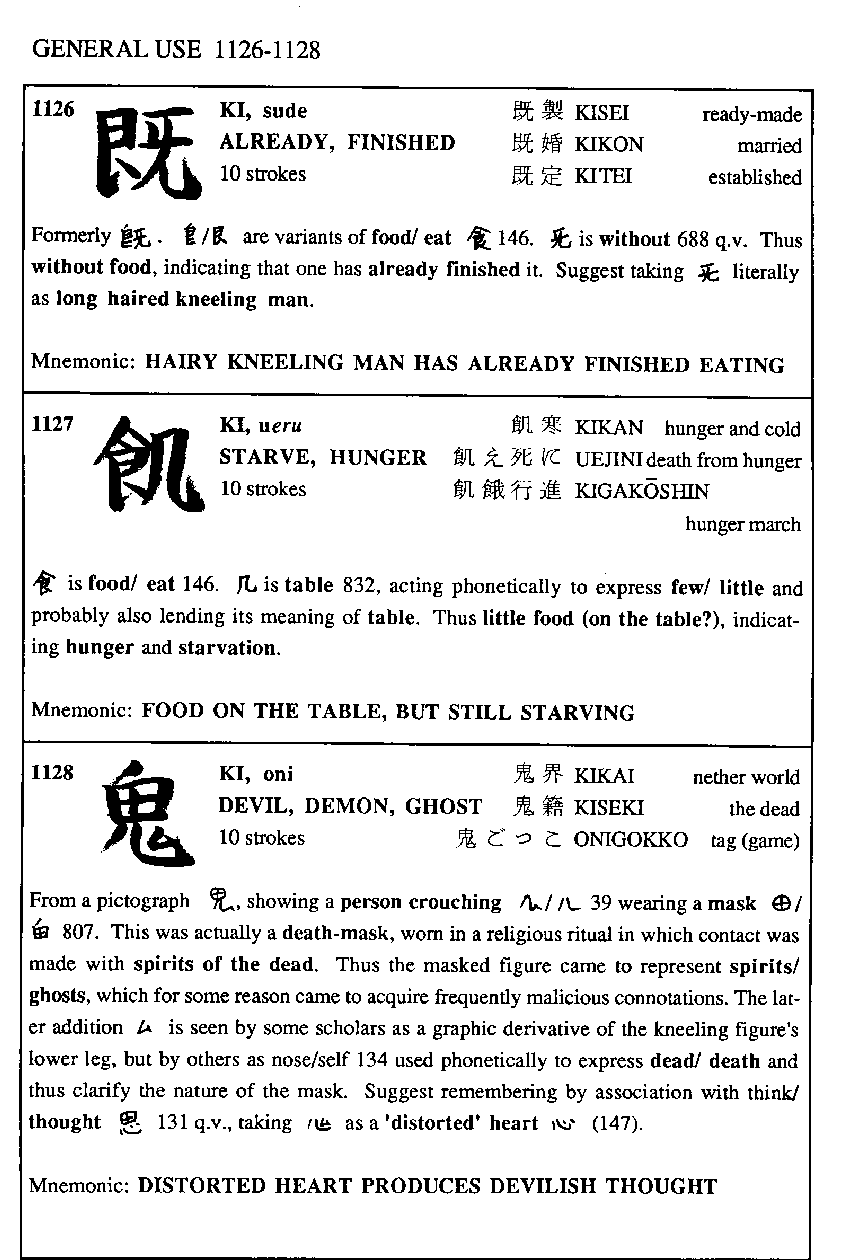 GENERAL USE 1126-1128
1126 既 KI, sude 既製 KISEI ready-made
ALREADY, FINISHED 既婚 KIKON married
10 strokes 既定 KITEI established
Formerly 旣. 皀/艮 are variants of food/ eat 食 146. 旡 is without 688 q.v. Thus
without food, indicating that one has already finished it. Suggest taking 旡 literally
as long haired kneeling man.
Mnemonic: HAIRY KNEELING MAN HAS ALREADY FINISHED EATING
1127 飢 KI, ueru 飢寒 KIKAN hunger and cold
STARVE, HUNGER 飢え死に UEJINI death from hunger
10 strokes 飢餓行進 KIGAKŌSHIN
hunger march
食 is food/ eat 146. 几 is table 832, acting phonetically to express few/ little and
probably also lending its meaning of table. Thus little food (on the table?), indicat-
ing hunger and starvation.
Mnemonic: FOOD ON THE TABLE, BUT STILL STARVING
1128 鬼 KI, oni 鬼界 KIKAI nether world
DEVIL, DEMON, GHOST 鬼籍 KISEKI the dead
10 strokes 鬼ごっこ ONIGOKKO tag (game)
From a pictograph , showing a person crouching /儿 39 wearing a mask /
807. This was actually a death-mask, worn in a religious ritual in which contact was
made with spirits of the dead. Thus the masked figure came to represent spirits/
ghosts, which for some reason came to acquire frequently malicious connotations. The lat-
er addition ム is seen by some scholars as a graphic derivative of the kneeling figure's
lower leg, but by others as nose/self 134 used phonetically to express dead/ death and
thus clarify the nature of the mask. Suggest remembering by association with think/
thought 思 131 q.v., taking as a 'distorted' heart 心 (147).
Mnemonic: DISTORTED HEART PRODUCES DEVILISH THOUGHT